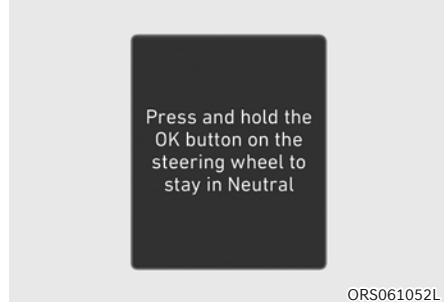 Press and hold the
OK button on the
steering wheel to
stay in Neutral
ORS061052L